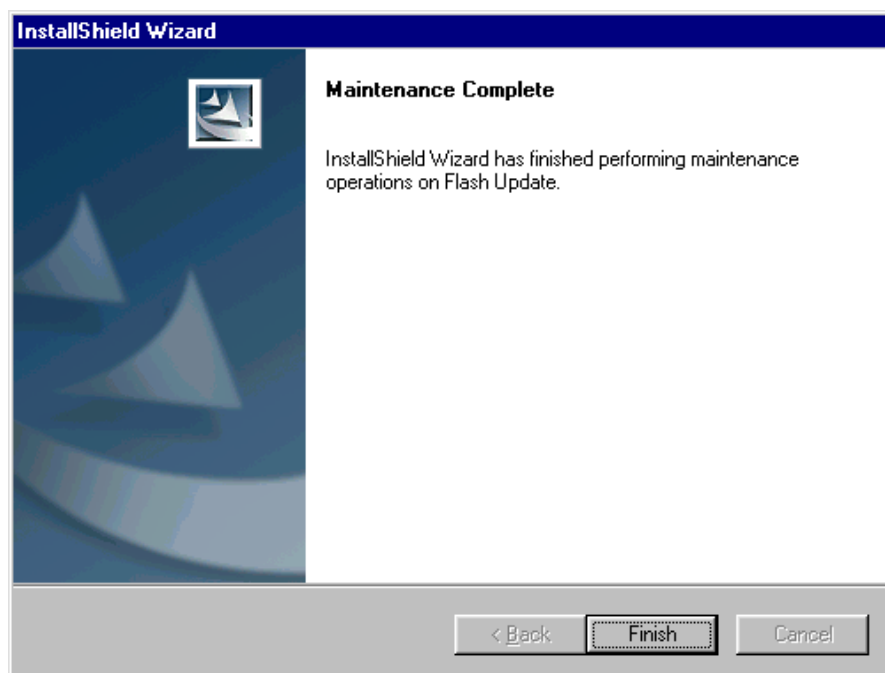 InstallShield Wizard
Maintenance Complete
InstallShield Wizard has finished performing maintenance
operations on Flash Update.
< Back
Finish
Cancel